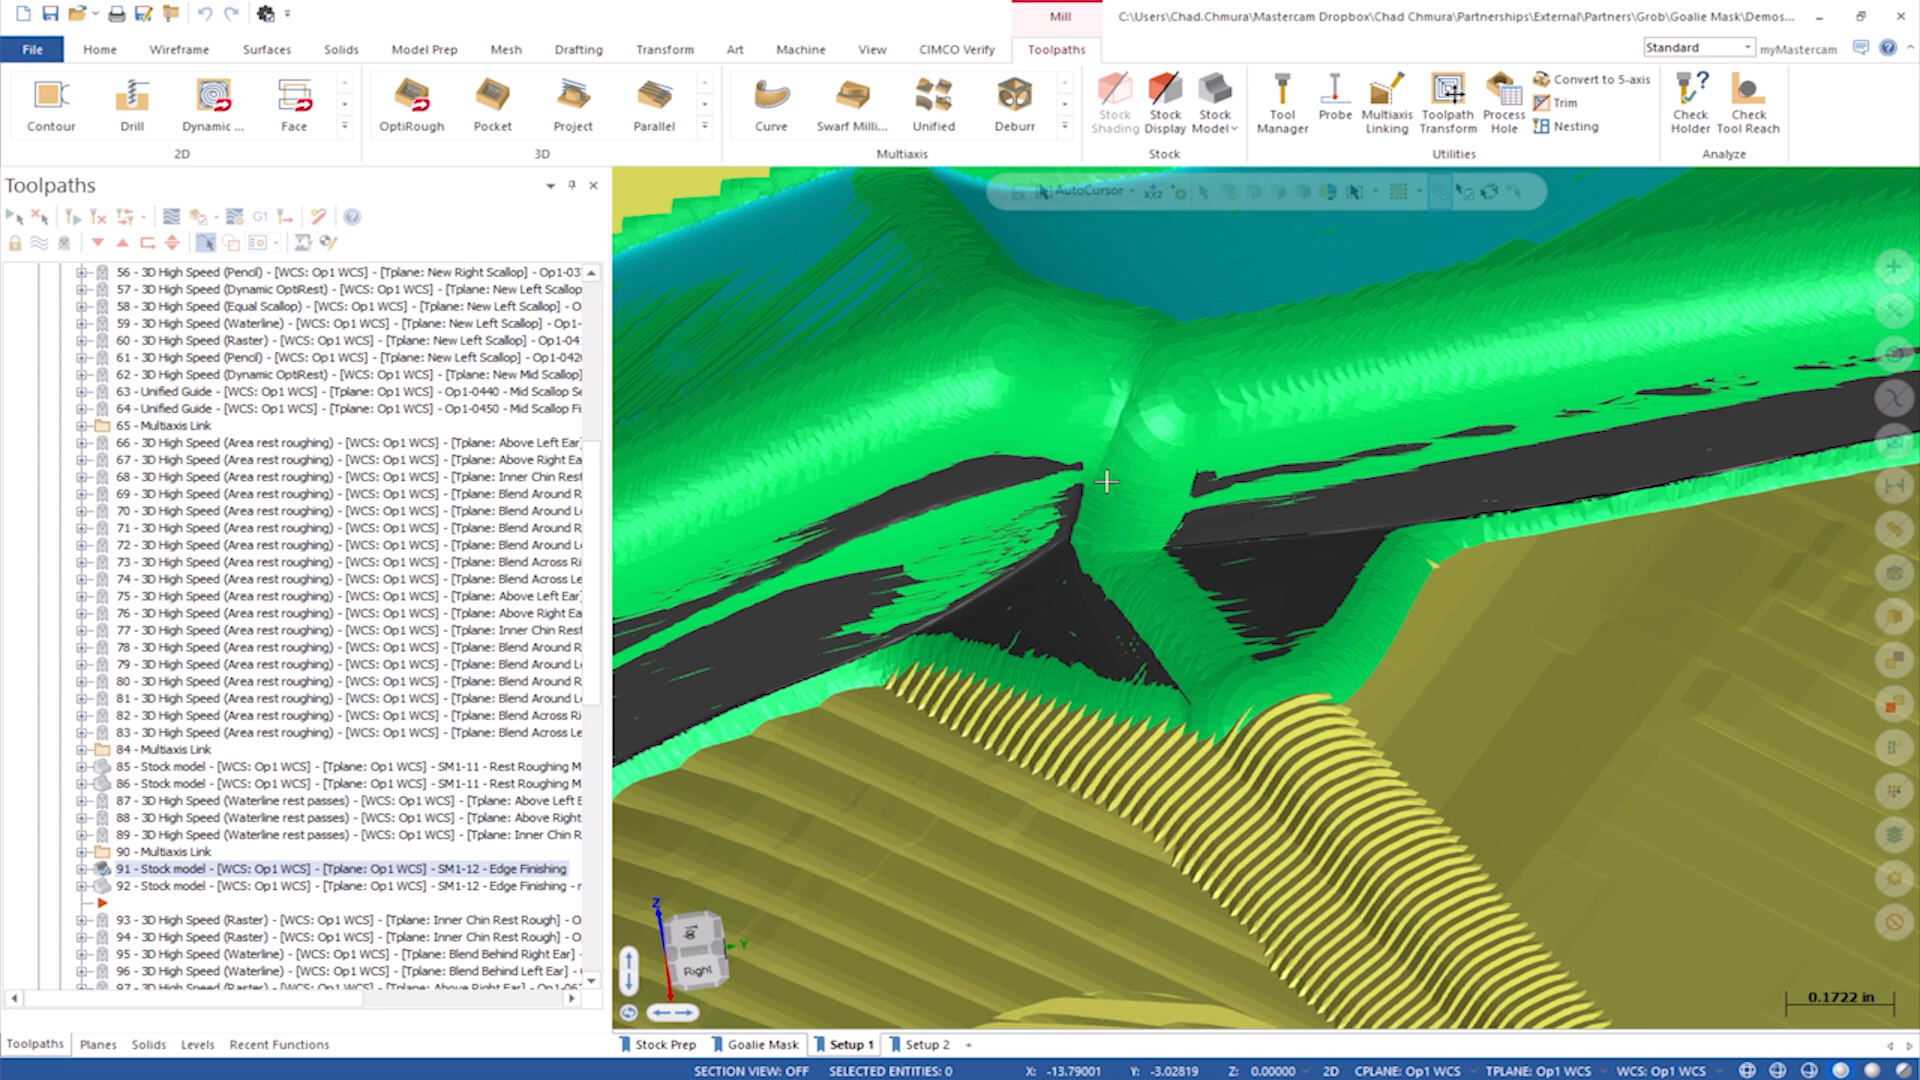 Mill
C:\Users\Chad.Chmura\Mastercam Dropbox\Chad Chmura\Partnerships\External\Partners\Grob\Goalie Mask\Demos...
File Home Wireframe Surfaces Solids Model Prep Mesh Drafting Transform Art Machine View CIMCO Verify Toolpaths
Standard myMastercam
Contour Drill Dynamic ... Face
2D
OptiRough Pocket Project Parallel
3D
Curve Swarf Milli... Unified Deburr
Multiaxis
Stock Shading Stock Display Stock Model
Stock
Tool Manager Probe Multiaxis Linking Toolpath Transform Process Hole
Convert to 5-axis
Trim
Nesting
Utilities
Check Holder Check Tool Reach
Analyze
Toolpaths
G1
AutoCursor
56 - 3D High Speed (Pencil) - [WCS: Op1 WCS] - [Tplane: New Right Scallop] - Op1-03
57 - 3D High Speed (Dynamic OptiRest) - [WCS: Op1 WCS] - [Tplane: New Left Scallop
58 - 3D High Speed (Equal Scallop) - [WCS: Op1 WCS] - [Tplane: New Left Scallop] - O
59 - 3D High Speed (Waterline) - [WCS: Op1 WCS] - [Tplane: New Left Scallop] - Op1-
60 - 3D High Speed (Raster) - [WCS: Op1 WCS] - [Tplane: New Left Scallop] - Op1-04
61 - 3D High Speed (Pencil) - [WCS: Op1 WCS] - [Tplane: New Left Scallop] - Op1-042
62 - 3D High Speed (Dynamic OptiRest) - [WCS: Op1 WCS] - [Tplane: New Mid Scallop]
63 - Unified Guide - [WCS: Op1 WCS] - [Tplane: Op1 WCS] - Op1-0440 - Mid Scallop Se
64 - Unified Guide - [WCS: Op1 WCS] - [Tplane: Op1 WCS] - Op1-0450 - Mid Scallop Fi
65 - Multiaxis Link
66 - 3D High Speed (Area rest roughing) - [WCS: Op1 WCS] - [Tplane: Above Left Ear]
67 - 3D High Speed (Area rest roughing) - [WCS: Op1 WCS] - [Tplane: Above Right Ea
68 - 3D High Speed (Area rest roughing) - [WCS: Op1 WCS] - [Tplane: Inner Chin Rest
69 - 3D High Speed (Area rest roughing) - [WCS: Op1 WCS] - [Tplane: Blend Around R
70 - 3D High Speed (Area rest roughing) - [WCS: Op1 WCS] - [Tplane: Blend Around L
71 - 3D High Speed (Area rest roughing) - [WCS: Op1 WCS] - [Tplane: Blend Around R
72 - 3D High Speed (Area rest roughing) - [WCS: Op1 WCS] - [Tplane: Blend Around L
73 - 3D High Speed (Area rest roughing) - [WCS: Op1 WCS] - [Tplane: Blend Across Ri
74 - 3D High Speed (Area rest roughing) - [WCS: Op1 WCS] - [Tplane: Blend Across Le
75 - 3D High Speed (Area rest roughing) - [WCS: Op1 WCS] - [Tplane: Above Left Ear]
76 - 3D High Speed (Area rest roughing) - [WCS: Op1 WCS] - [Tplane: Above Right Ea
77 - 3D High Speed (Area rest roughing) - [WCS: Op1 WCS] - [Tplane: Inner Chin Rest
78 - 3D High Speed (Area rest roughing) - [WCS: Op1 WCS] - [Tplane: Blend Around R
79 - 3D High Speed (Area rest roughing) - [WCS: Op1 WCS] - [Tplane: Blend Around L
80 - 3D High Speed (Area rest roughing) - [WCS: Op1 WCS] - [Tplane: Blend Around R
81 - 3D High Speed (Area rest roughing) - [WCS: Op1 WCS] - [Tplane: Blend Around L
82 - 3D High Speed (Area rest roughing) - [WCS: Op1 WCS] - [Tplane: Blend Across Ri
83 - 3D High Speed (Area rest roughing) - [WCS: Op1 WCS] - [Tplane: Blend Across Le
84 - Multiaxis Link
85 - Stock model - [WCS: Op1 WCS] - [Tplane: Op1 WCS] - SM1-11 - Rest Roughing M
86 - Stock model - [WCS: Op1 WCS] - [Tplane: Op1 WCS] - SM1-11 - Rest Roughing M
87 - 3D High Speed (Waterline rest passes) - [WCS: Op1 WCS] - [Tplane: Above Left E
88 - 3D High Speed (Waterline rest passes) - [WCS: Op1 WCS] - [Tplane: Above Right
89 - 3D High Speed (Waterline rest passes) - [WCS: Op1 WCS] - [Tplane: Inner Chin R
90 - Multiaxis Link
91 - Stock model - [WCS: Op1 WCS] - [Tplane: Op1 WCS] - SM1-12 - Edge Finishing
92 - Stock model - [WCS: Op1 WCS] - [Tplane: Op1 WCS] - SM1-12 - Edge Finishing - r
93 - 3D High Speed (Raster) - [WCS: Op1 WCS] - [Tplane: Inner Chin Rest Rough] - O
94 - 3D High Speed (Raster) - [WCS: Op1 WCS] - [Tplane: Inner Chin Rest Rough] - O
95 - 3D High Speed (Waterline) - [WCS: Op1 WCS] - [Tplane: Blend Behind Right Ear] -
96 - 3D High Speed (Waterline) - [WCS: Op1 WCS] - [Tplane: Blend Behind Left Ear] -
97 - 3D High Speed (Raster) - [WCS: Op1 WCS] - [Tplane: Above Right Ear] - Op1-06
Z
Y
Right
0.1722 in
Toolpaths Planes Solids Levels Recent Functions
Stock Prep Goalie Mask Setup 1 Setup 2 +
SECTION VIEW: OFF SELECTED ENTITIES: 0 X: -13.79001 Y: -3.02819 Z: 0.00000 2D CPLANE: Op1 WCS TPLANE: Op1 WCS WCS: Op1 WCS